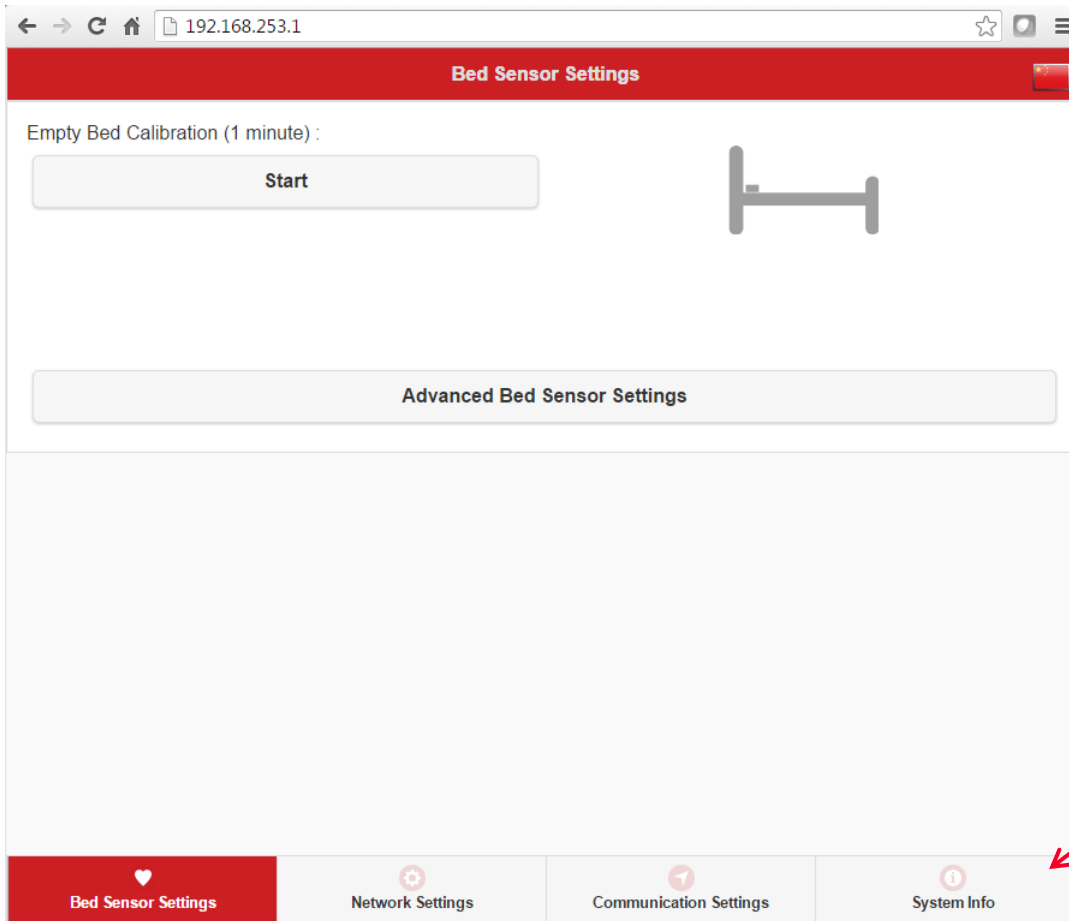 192.168.253.1
Bed Sensor Settings
Empty Bed Calibration (1 minute) :
Start
Advanced Bed Sensor Settings
Bed Sensor Settings
Network Settings
Communication Settings
System Info